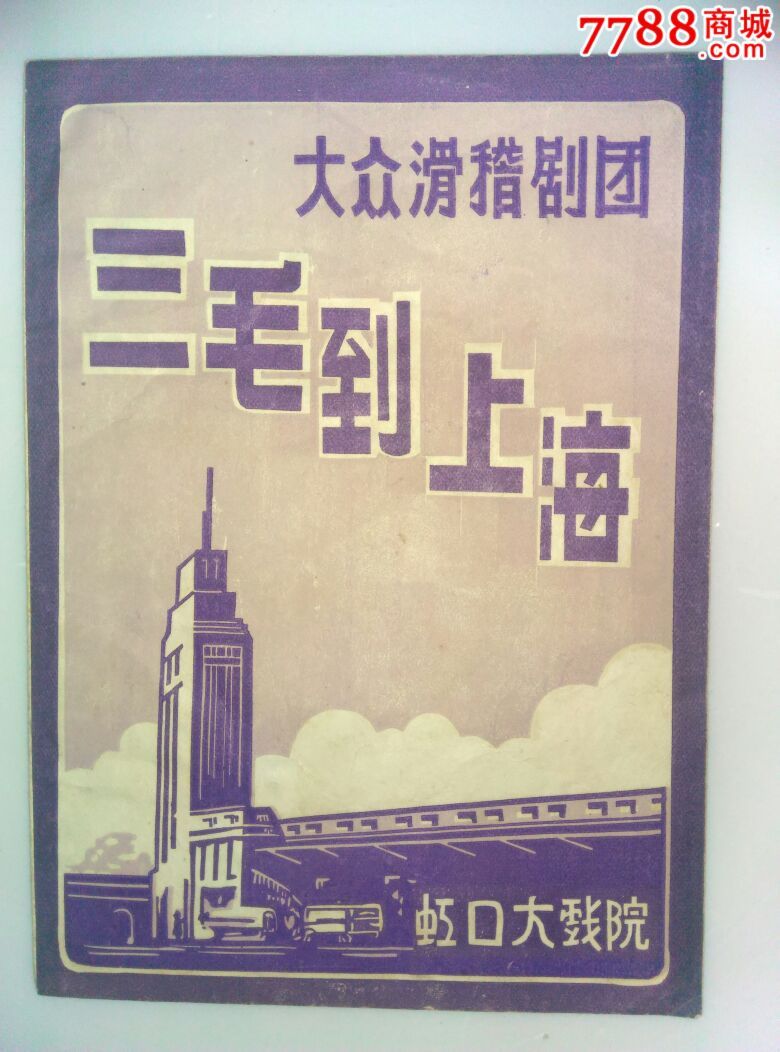 7788商城
.com
大众滑稽剧团
三毛到上海
虹口大戏院